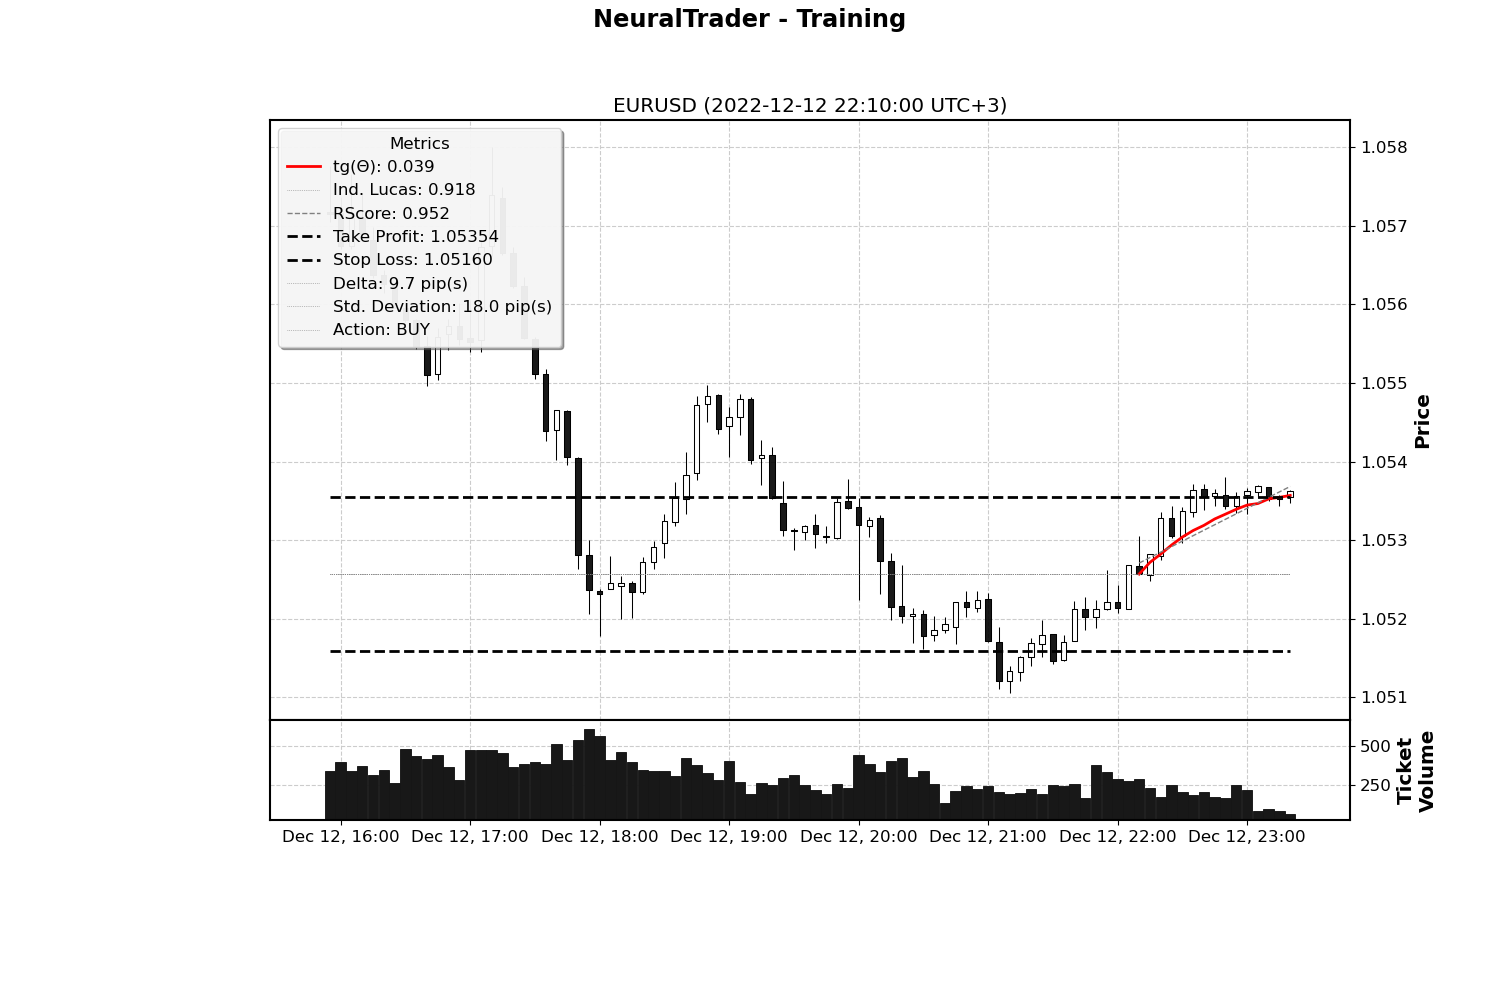 NeuralTrader - Training
EURUSD (2022-12-12 22:10:00 UTC+3)
Metrics
tg(Θ): 0.039
Ind. Lucas: 0.918
RScore: 0.952
Take Profit: 1.05354
Stop Loss: 1.05160
Delta: 9.7 pip(s)
Std. Deviation: 18.0 pip(s)
Action: BUY
1.058
1.057
1.056
1.055
1.054
1.053
1.052
1.051
Price
500
250
Ticket
Volume
Dec 12, 16:00 Dec 12, 17:00 Dec 12, 18:00 Dec 12, 19:00 Dec 12, 20:00 Dec 12, 21:00 Dec 12, 22:00 Dec 12, 23:00